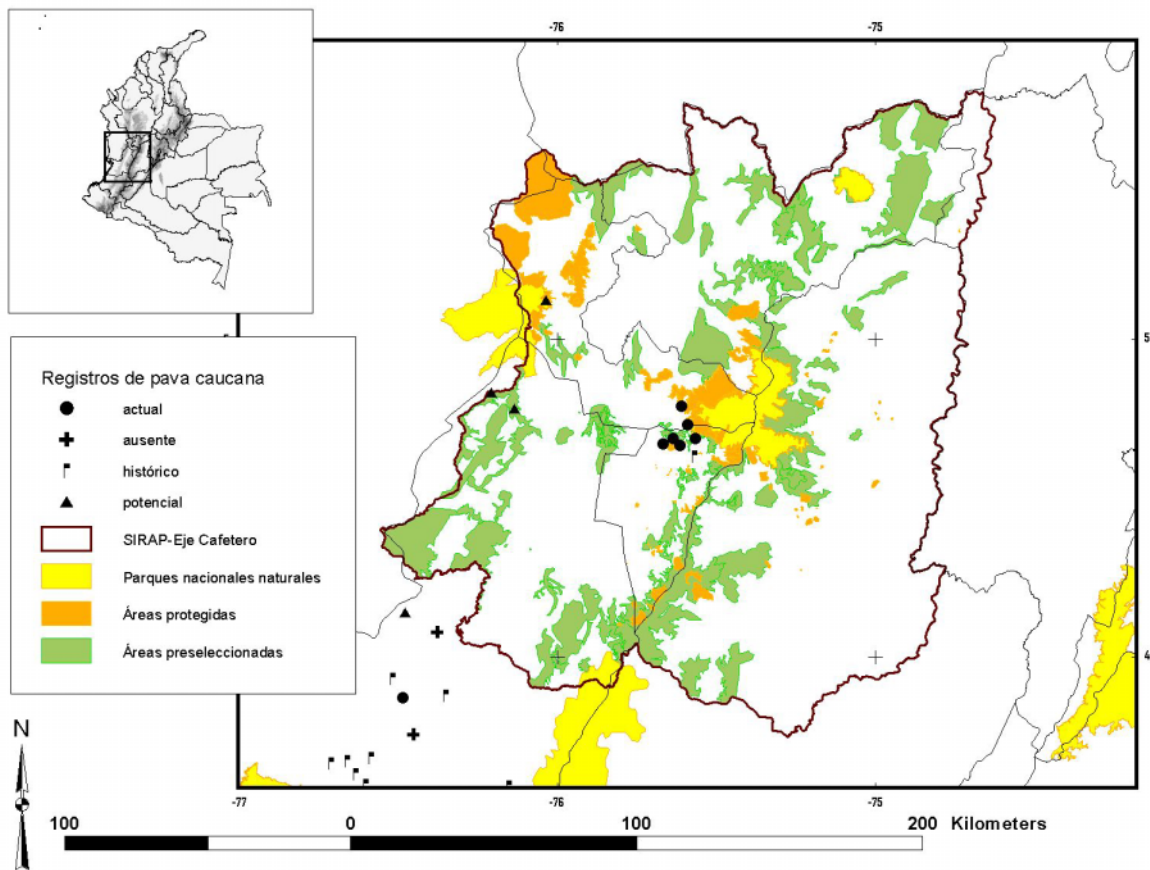 -76
-75
5
Registros de pava caucana
actual
ausente
histórico
potencial
SIRAP-Eje Cafetero
Parques nacionales naturales
Áreas protegidas
Áreas preseleccionadas
4
N
-77
-76
-75
100
0
100
200 Kilometers